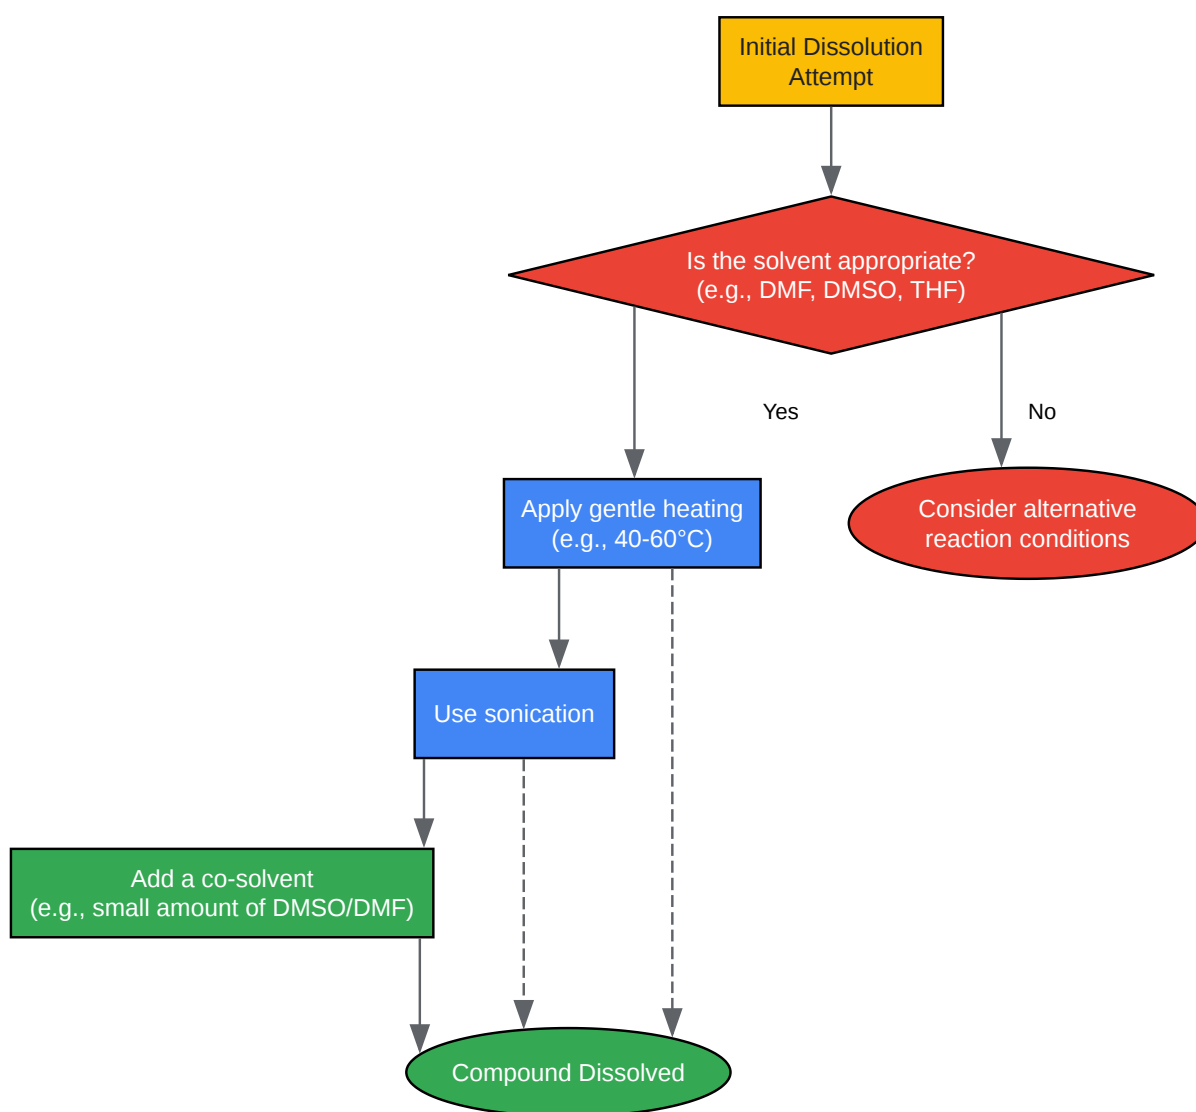 Initial Dissolution
Attempt
Is the solvent appropriate?
(e.g., DMF, DMSO, THF)
Yes
No
Apply gentle heating
(e.g., 40-60°C)
Consider alternative
reaction conditions
Use sonication
Add a co-solvent
(e.g., small amount of DMSO/DMF)
Compound Dissolved